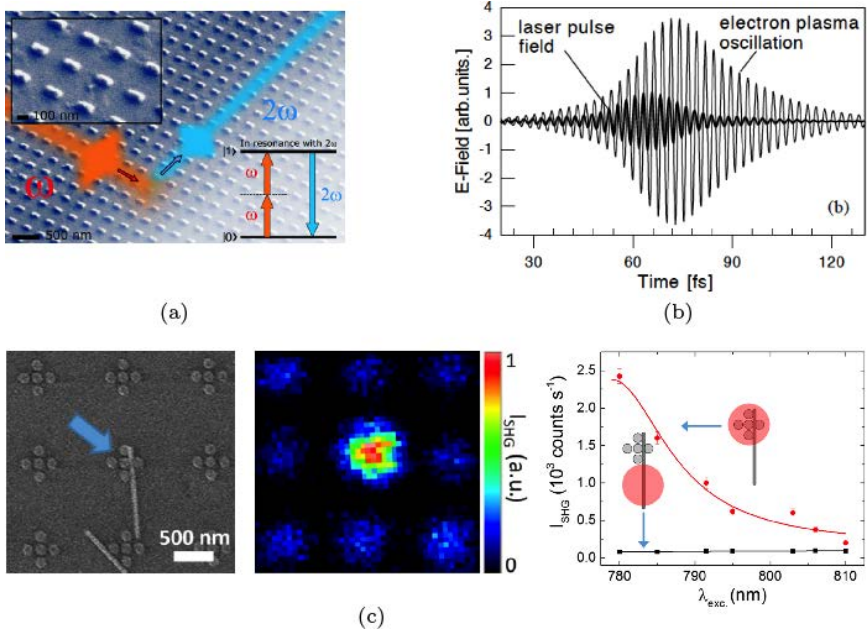 100 nm
ω
2ω
In resonance with 2ω
|1⟩
ω
ω
2ω
|0⟩
500 nm
(a)
E-Field [arb.units.]
4
3
2
1
0
-1
-2
-3
-4
laser pulse
field
electron plasma
oscillation
(b)
30
60
90
120
Time [fs]
(b)
500 nm
1
I_SHG (a.u.)
0
I_SHG (10³ counts s⁻¹)
2.5
2.0
1.5
1.0
0.5
0.0
780
790
800
810
λ_exc.(nm)
(c)